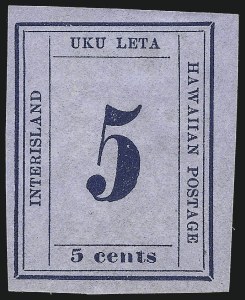 UKU LETA
INTERISLAND
5
HAWAIIAN POSTAGE
5 cents